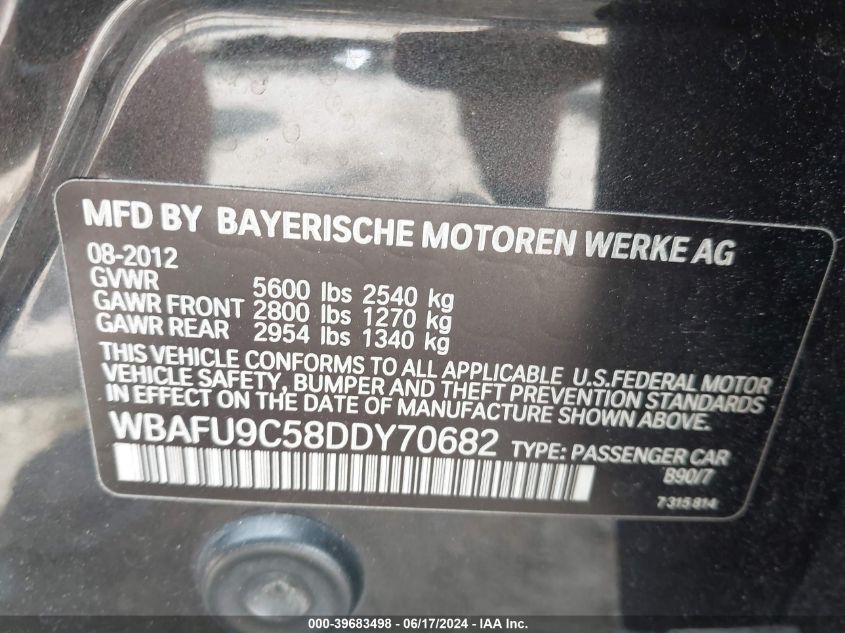 MFD BY BAYERISCHE MOTOREN WERKE AG
08-2012
GVWR 5600 lbs 2540 kg
GAWR FRONT 2800 lbs 1270 kg
GAWR REAR 2954 lbs 1340 kg
THIS VEHICLE CONFORMS TO ALL APPLICABLE U.S.FEDERAL MOTOR
VEHICLE SAFETY, BUMPER AND THEFT PREVENTION STANDARDS
IN EFFECT ON THE DATE OF MANUFACTURE SHOWN ABOVE.
WBAFU9C58DDY70682 TYPE: PASSENGER CAR
B90/7
7 315 814
000-39683498 - 06/17/2024 - IAA Inc.